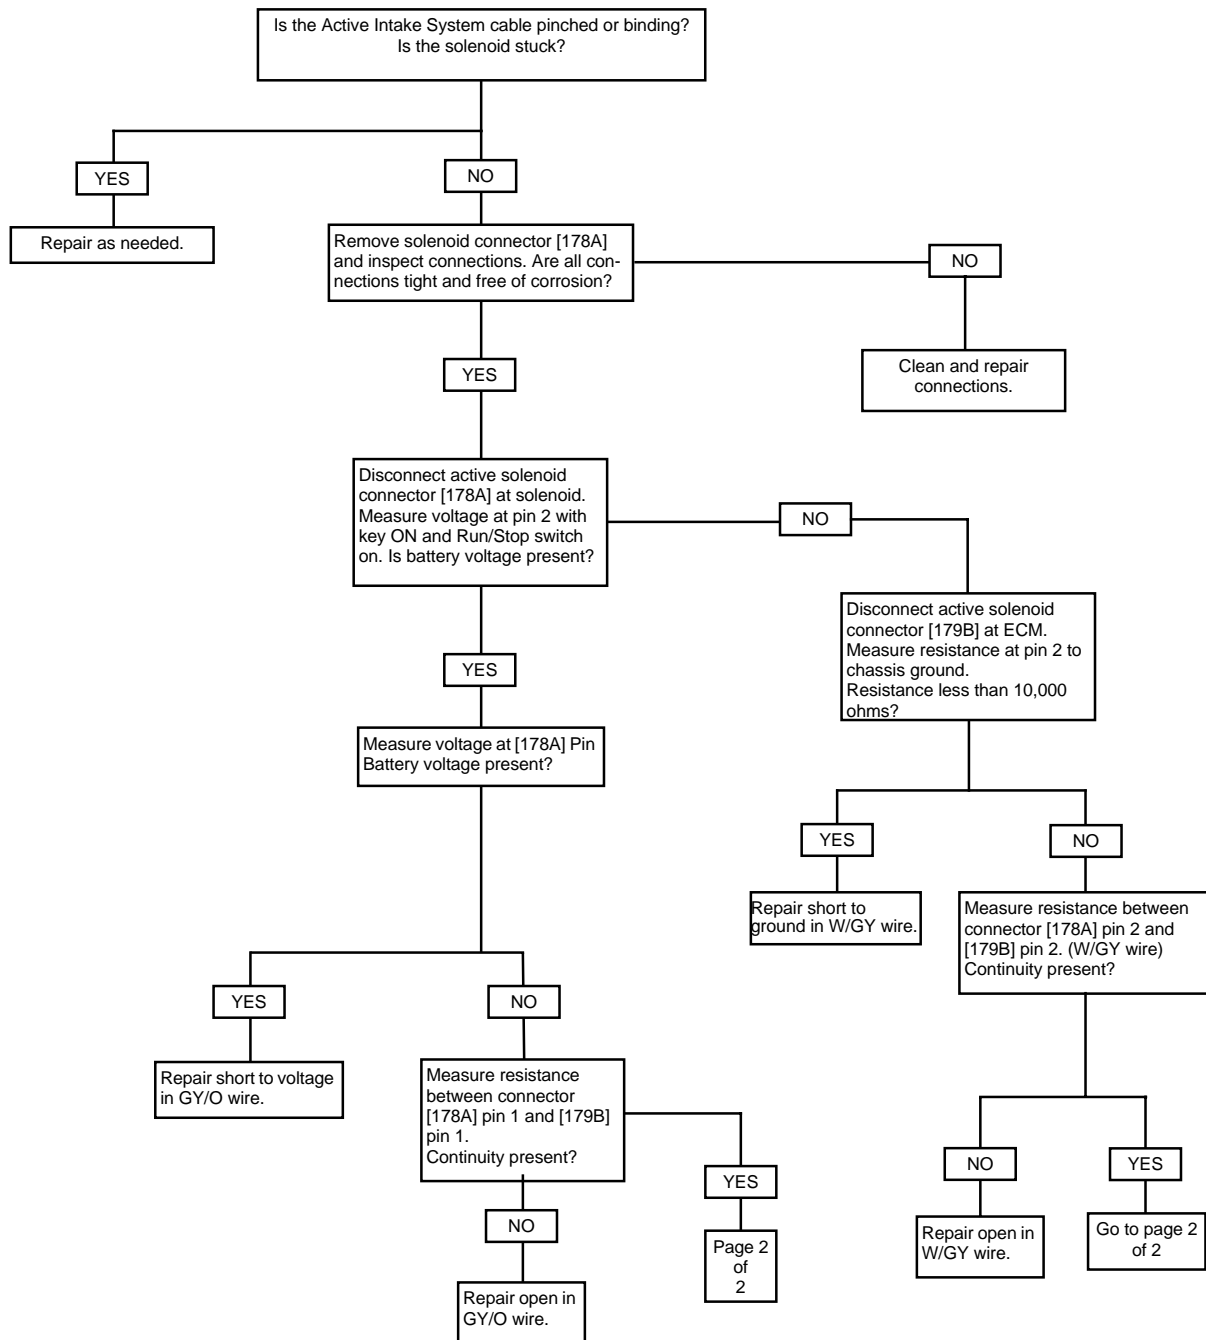 Is the Active Intake System cable pinched or binding?
Is the solenoid stuck?
YES
NO
Repair as needed.
Remove solenoid connector [178A]
and inspect connections. Are all con-
nections tight and free of corrosion?
NO
YES
Clean and repair
connections.
Disconnect active solenoid
connector [178A] at solenoid.
Measure voltage at pin 2 with
key ON and Run/Stop switch
on. Is battery voltage present?
NO
Disconnect active solenoid
connector [179B] at ECM.
Measure resistance at pin 2 to
chassis ground.
Resistance less than 10,000
ohms?
YES
Measure voltage at [178A] Pin
Battery voltage present?
YES
NO
Repair short to
ground in W/GY wire.
Measure resistance between
connector [178A] pin 2 and
[179B] pin 2. (W/GY wire)
Continuity present?
YES
NO
Repair short to voltage
in GY/O wire.
Measure resistance
between connector
[178A] pin 1 and [179B]
pin 1.
Continuity present?
NO
YES
YES
NO
Repair open in
W/GY wire.
Go to page 2
of 2
Page 2
of
2
Repair open in
GY/O wire.